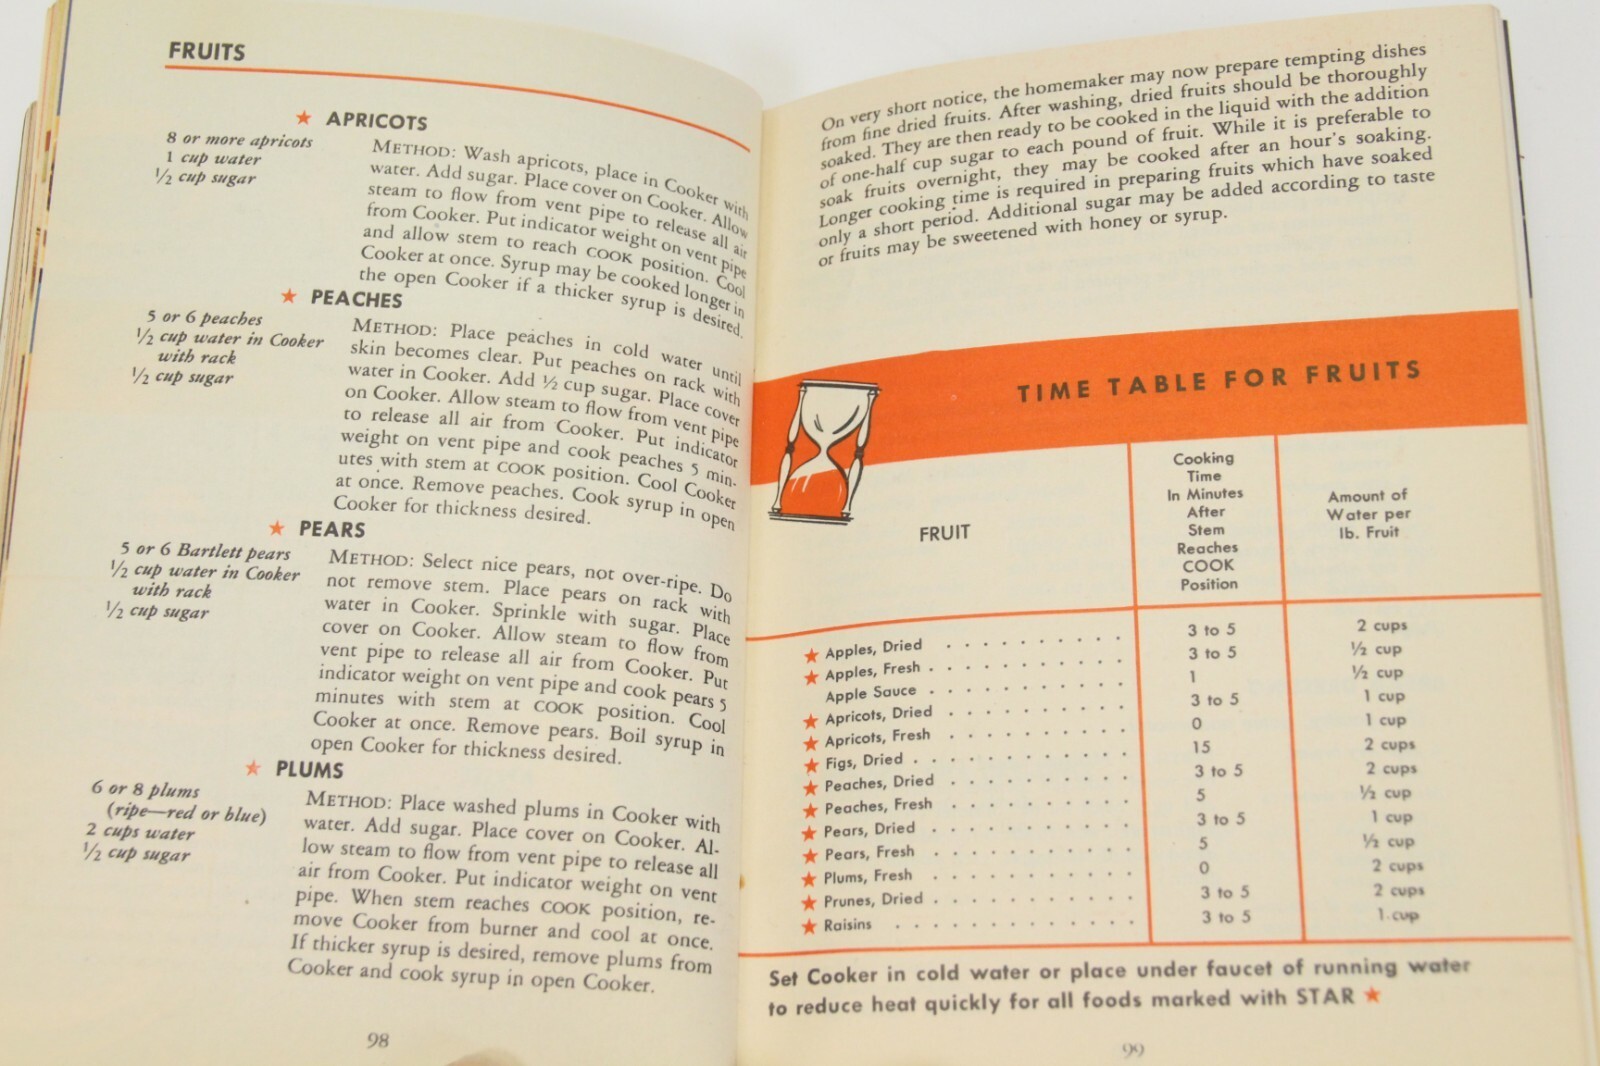 FRUITS
★ APRICOTS
8 or more apricots
1 cup water
½ cup sugar
METHOD: Wash apricots, place in Cooker with
water. Add sugar. Place cover on Cooker. Allow
steam to flow from vent pipe to release all air
from Cooker. Put indicator weight on vent pipe
and allow stem to reach COOK position. Cool
Cooker at once. Syrup may be cooked longer in
the open Cooker if a thicker syrup is desired.
★ PEACHES
5 or 6 peaches
½ cup water in Cooker
with rack
½ cup sugar
METHOD: Place peaches in cold water until
skin becomes clear. Put peaches on rack with
water in Cooker. Add ½ cup sugar. Place cover
on Cooker. Allow steam to flow from vent pipe
to release all air from Cooker. Put indicator
weight on vent pipe and cook peaches 5 min-
utes with stem at COOK position. Cool Cooker
at once. Remove peaches. Cook syrup in open
Cooker for thickness desired.
★ PEARS
5 or 6 Bartlett pears
½ cup water in Cooker
with rack
½ cup sugar
METHOD: Select nice pears, not over-ripe. Do
not remove stem. Place pears on rack with
water in Cooker. Sprinkle with sugar. Place
cover on Cooker. Allow steam to flow from
vent pipe to release all air from Cooker. Put
indicator weight on vent pipe and cook pears 5
minutes with stem at COOK position. Cool
Cooker at once. Remove pears. Boil syrup in
open Cooker for thickness desired.
★ PLUMS
6 or 8 plums
(ripe—red or blue)
2 cups water
½ cup sugar
METHOD: Place washed plums in Cooker with
water. Add sugar. Place cover on Cooker. Al-
low steam to flow from vent pipe to release all
air from Cooker. Put indicator weight on vent
pipe. When stem reaches COOK position, re-
move Cooker from burner and cool at once.
If thicker syrup is desired, remove plums from
Cooker and cook syrup in open Cooker.
98
On very short notice, the homemaker may now prepare tempting dishes
from fine dried fruits. After washing, dried fruits should be thoroughly
soaked. They are then ready to be cooked in the liquid with the addition
of one-half cup sugar to each pound of fruit. While it is preferable to
soak fruits overnight, they may be cooked after an hour's soaking.
Longer cooking time is required in preparing fruits which have soaked
only a short period. Additional sugar may be added according to taste
or fruits may be sweetened with honey or syrup.
TIME TABLE FOR FRUITS
FRUIT
Cooking
Time
In Minutes
After
Stem
Reaches
COOK
Position
Amount of
Water per
lb. Fruit
★ Apples, Dried . . . . . . . . . . 3 to 5 2 cups
★ Apples, Fresh . . . . . . . . . . . 3 to 5 ½ cup
Apple Sauce . . . . . . . . . . . 1 ½ cup
★ Apricots, Dried . . . . . . . . . . 3 to 5 1 cup
★ Apricots, Fresh . . . . . . . . . . 0 1 cup
★ Figs, Dried . . . . . . . . . . . . 15 2 cups
★ Peaches, Dried . . . . . . . . . . 3 to 5 2 cups
★ Peaches, Fresh . . . . . . . . . . 5 ½ cup
★ Pears, Dried . . . . . . . . . . . 3 to 5 1 cup
★ Pears, Fresh . . . . . . . . . . . 5 ½ cup
★ Plums, Fresh . . . . . . . . . . . 0 2 cups
★ Prunes, Dried . . . . . . . . . . . 3 to 5 2 cups
★ Raisins . . . . . . . . . . . . . 3 to 5 1 cup
Set Cooker in cold water or place under faucet of running water
to reduce heat quickly for all foods marked with STAR ★
99